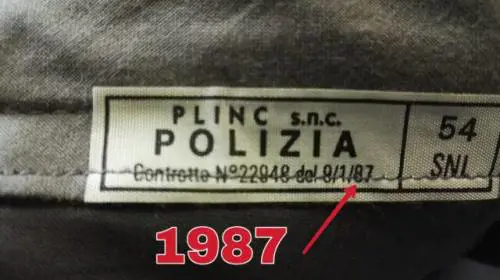 PLINC s.n.c.
POLIZIA
Contratto N°22948 del 8/1/87
54
SNL
1987